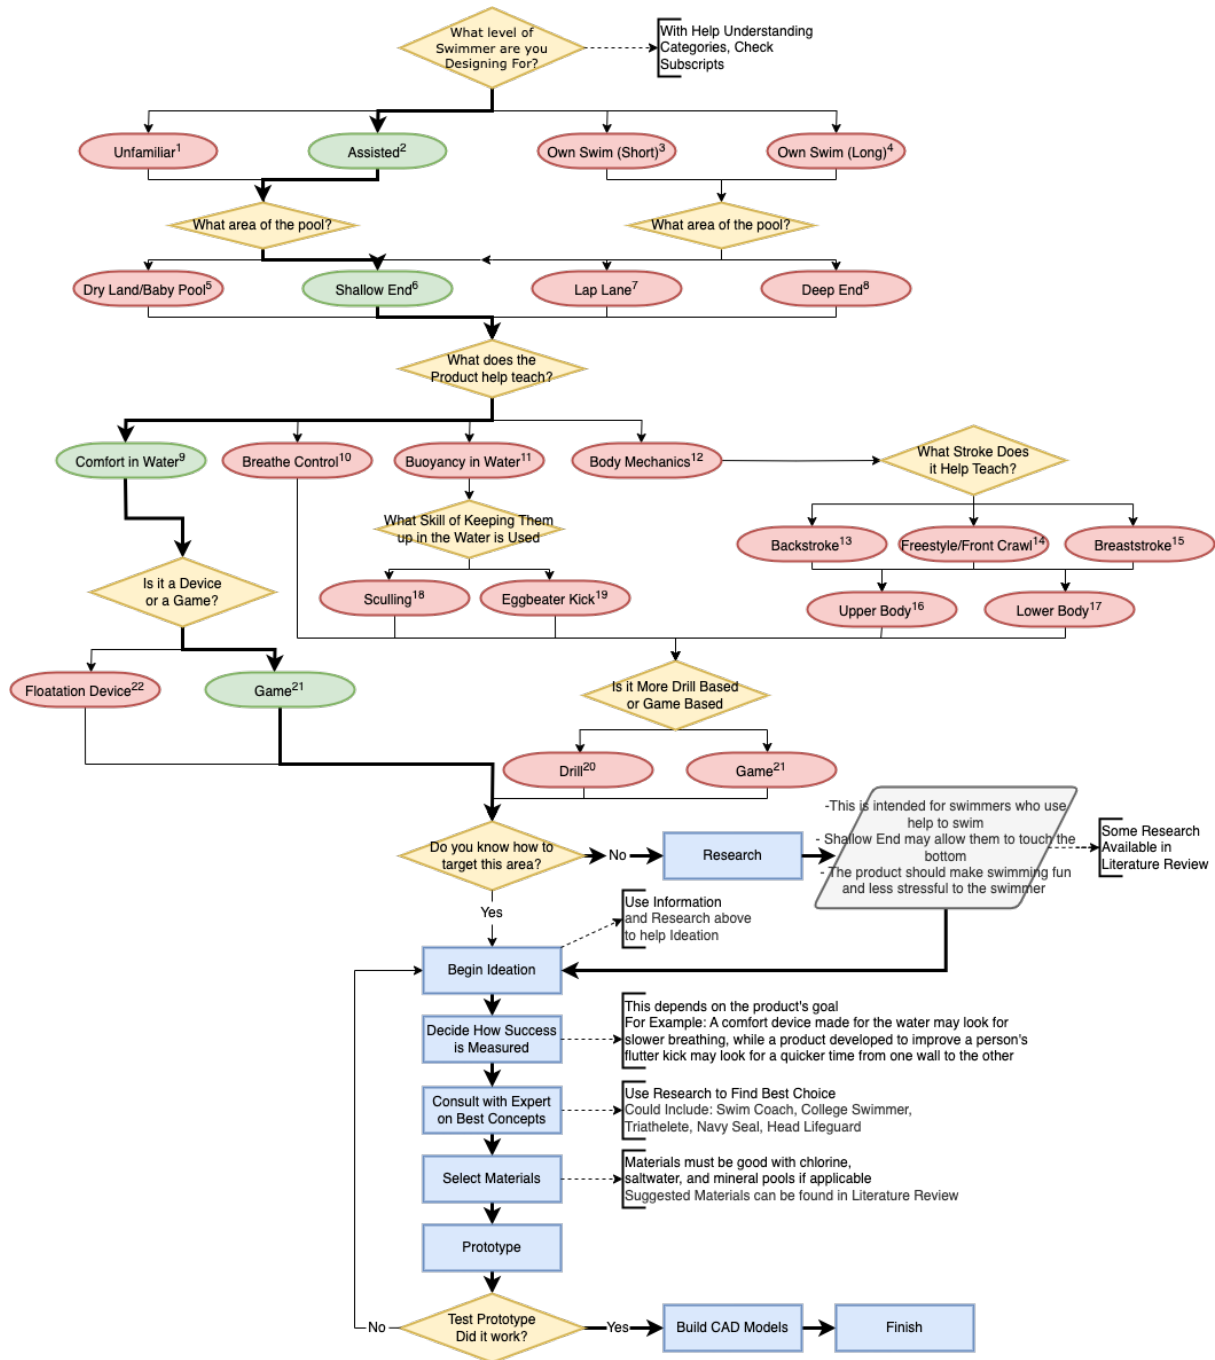 What level of
Swimmer are you
Designing For?
With Help Understanding
Categories, Check
Subscripts
Unfamiliar1
Assisted2
Own Swim (Short)3
Own Swim (Long)4
What area of the pool?
What area of the pool?
Dry Land/Baby Pool5
Shallow End6
Lap Lane7
Deep End8
What does the
Product help teach?
Comfort in Water9
Breathe Control10
Buoyancy in Water11
Body Mechanics12
What Stroke Does
it Help Teach?
What Skill of Keeping Them
up in the Water is Used
Backstroke13
Freestyle/Front Crawl14
Breaststroke15
Is it a Device
or a Game?
Sculling18
Eggbeater Kick19
Upper Body16
Lower Body17
Floatation Device22
Game21
Is it More Drill Based
or Game Based
Drill20
Game21
Do you know how to
target this area?
No
Research
-This is intended for swimmers who use
help to swim
- Shallow End may allow them to touch the
bottom
- The product should make swimming fun
and less stressful to the swimmer
Some Research
Available in
Literature Review
Yes
Use Information
and Research above
to help Ideation
Begin Ideation
Decide How Success
is Measured
This depends on the product's goal
For Example: A comfort device made for the water may look for
slower breathing, while a product developed to improve a person's
flutter kick may look for a quicker time from one wall to the other
Consult with Expert
on Best Concepts
Use Research to Find Best Choice
Could Include: Swim Coach, College Swimmer,
Triathelete, Navy Seal, Head Lifeguard
Select Materials
Materials must be good with chlorine,
saltwater, and mineral pools if applicable
Suggested Materials can be found in Literature Review
Prototype
Test Prototype
Did it work?
No
Yes
Build CAD Models
Finish